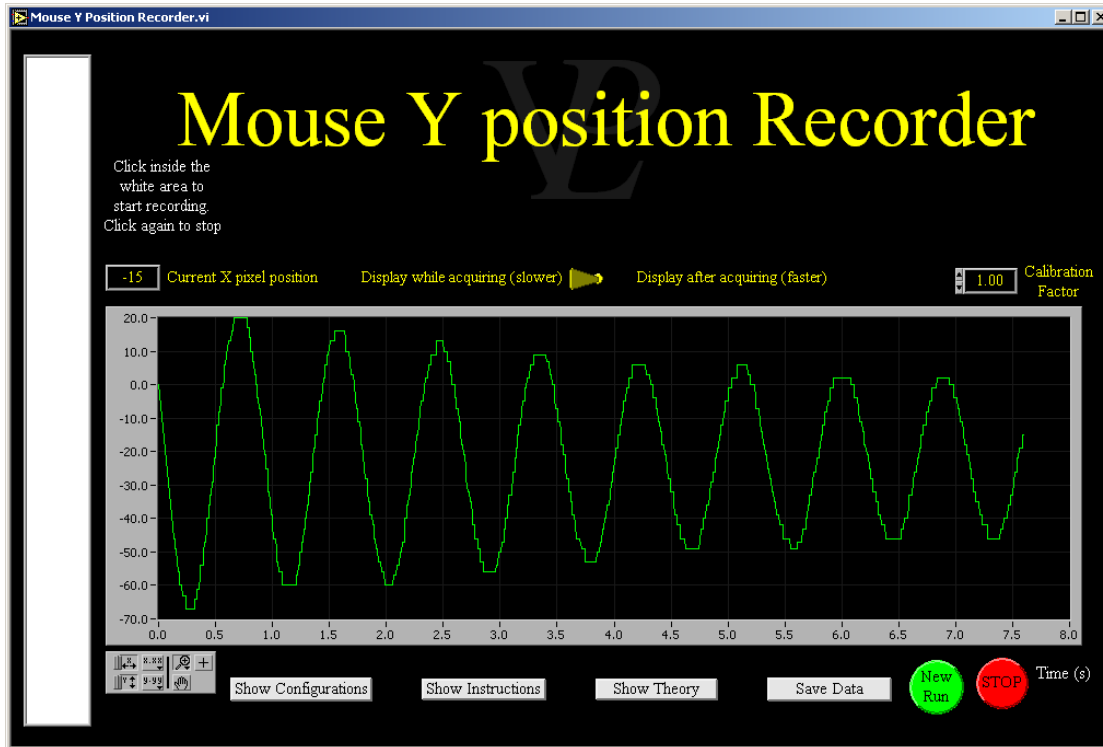 Mouse Y Position Recorder.vi
VPL
Mouse Y position Recorder
Click inside the
white area to
start recording.
Click again to stop
-15 Current X pixel position Display while acquiring (slower) Display after acquiring (faster) 1.00 Calibration
Factor
20.0
10.0
0.0
-10.0
-20.0
-30.0
-40.0
-50.0
-60.0
-70.0
0.0 0.5 1.0 1.5 2.0 2.5 3.0 3.5 4.0 4.5 5.0 5.5 6.0 6.5 7.0 7.5 8.0
Time (s)
X X.XX
Y Y.YY
Show Configurations Show Instructions Show Theory Save Data New
Run STOP